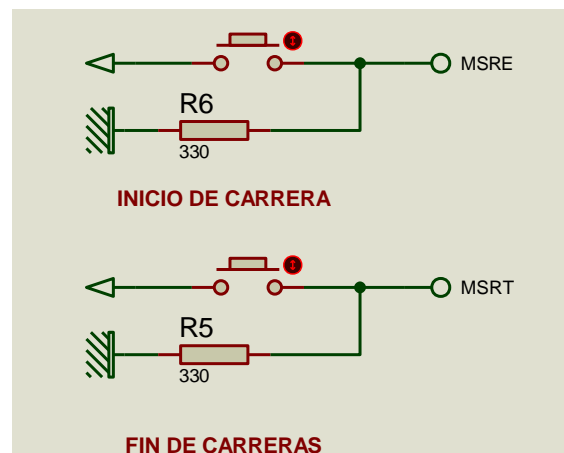 MSRE
R6
330
INICIO DE CARRERA
MSRT
R5
330
FIN DE CARRERAS